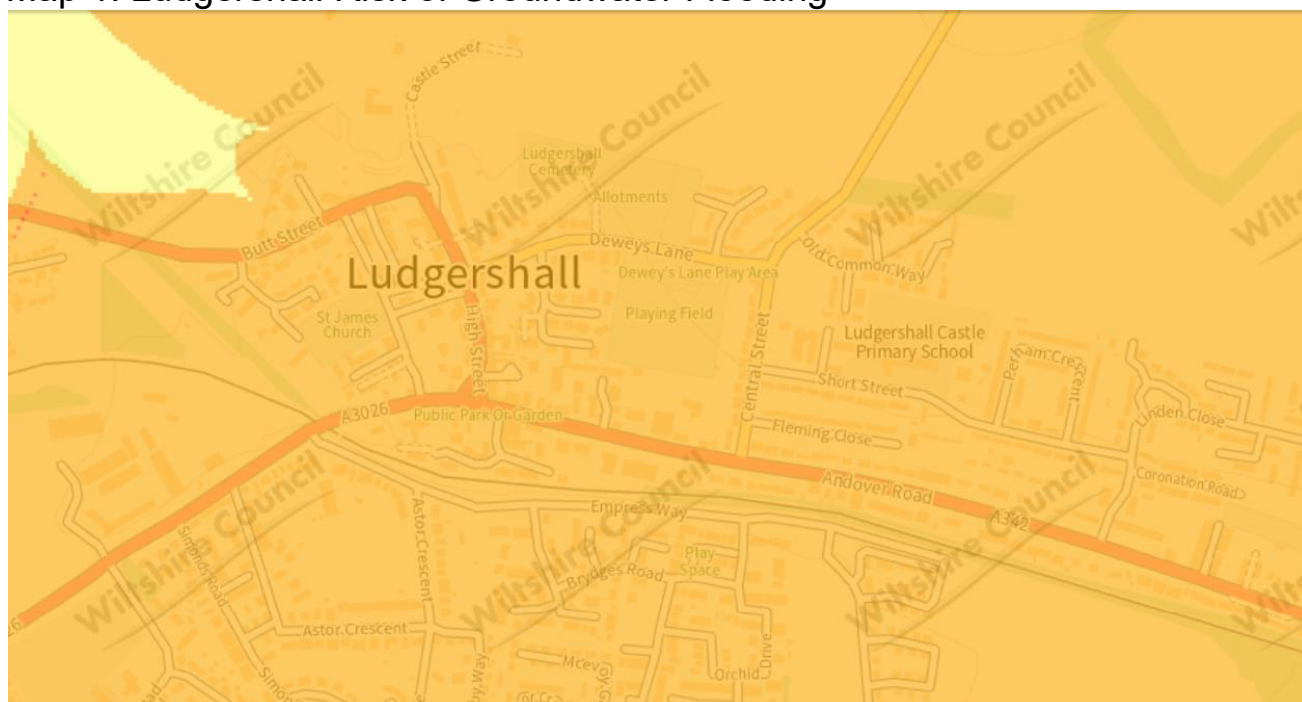 Map 4: Ludgershall Risk of Groundwater Flooding
Castle Street
Wiltshire Council
Wiltshire Council
Wiltshire Council
Ludgershall
Cemetery
Allotments
Butt Street
Deweys Lane
Old Common Way
Ludgershall
Dewey's Lane Play Area
St James
Church
High Street
Playing Field
Central Street
Ludgershall Castle
Primary School
Perham Crescent
Short Street
A3026
Public Park Or Garden
Linden Close
Fleming Close
Andover Road
Coronation Road
Wiltshire Council
Wiltshire Council
Wiltshire Council
Empress Way
A342
Astor Crescent
Simonds Road
Play
Space
Brydges Road
Astor Crescent
Orchid Drive